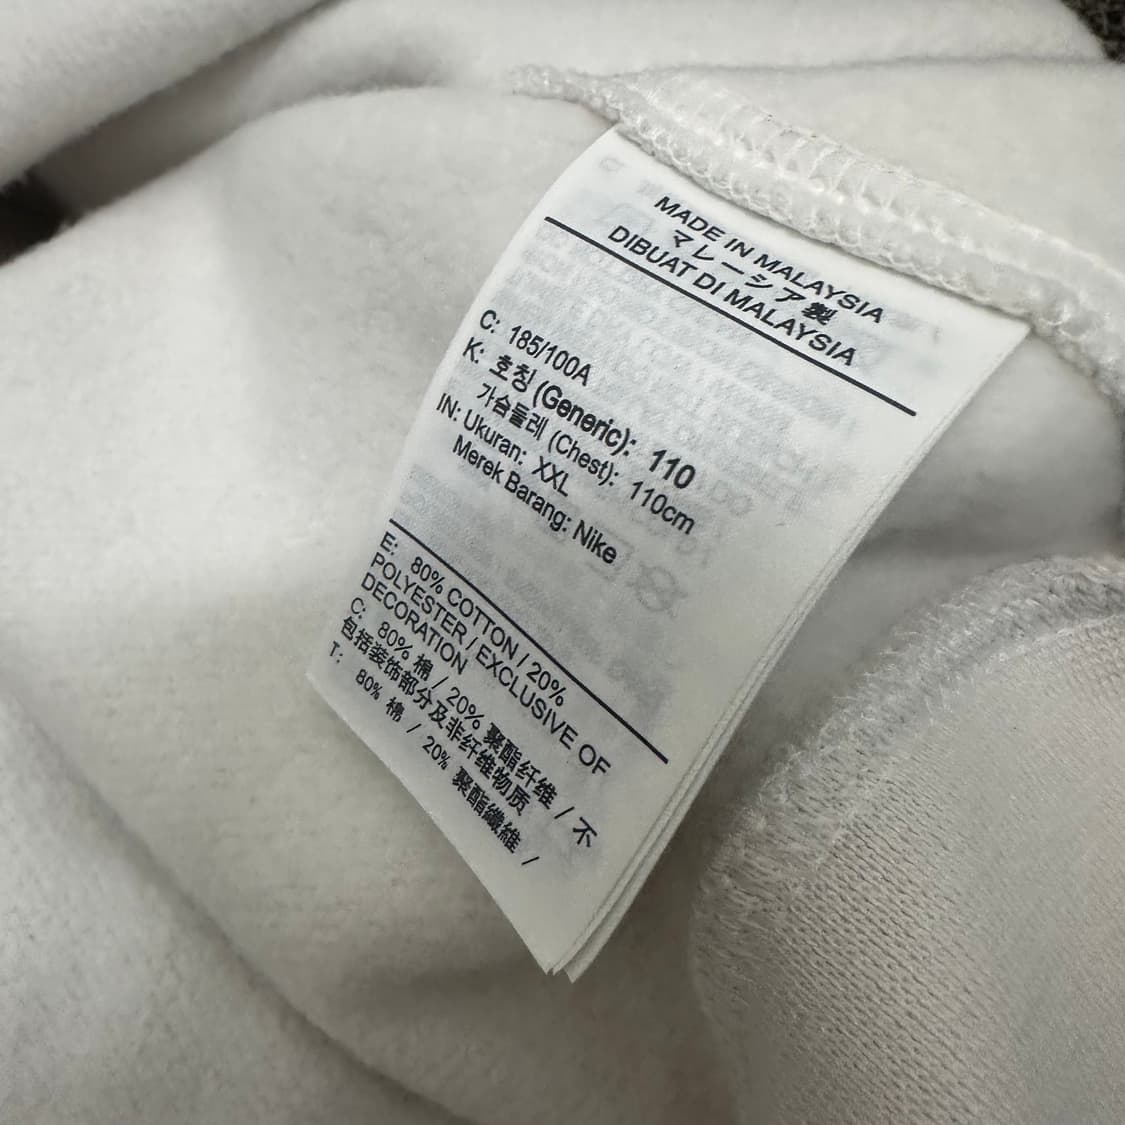 MADE IN MALAYSIA
マレーシア製
DIBUAT DI MALAYSIA
C: 185/100A
K: 호칭 (Generic): 110
가슴둘레 (Chest): 110cm
IN: Ukuran: XXL
Merek Barang: Nike
E: 80% COTTON / 20%
POLYESTER / EXCLUSIVE OF
DECORATION
C: 80% 棉 / 20% 聚酯纤维 / 不
包括装饰部分及非纤维物质
T:
80% 棉 / 20% 聚酯纖維 /